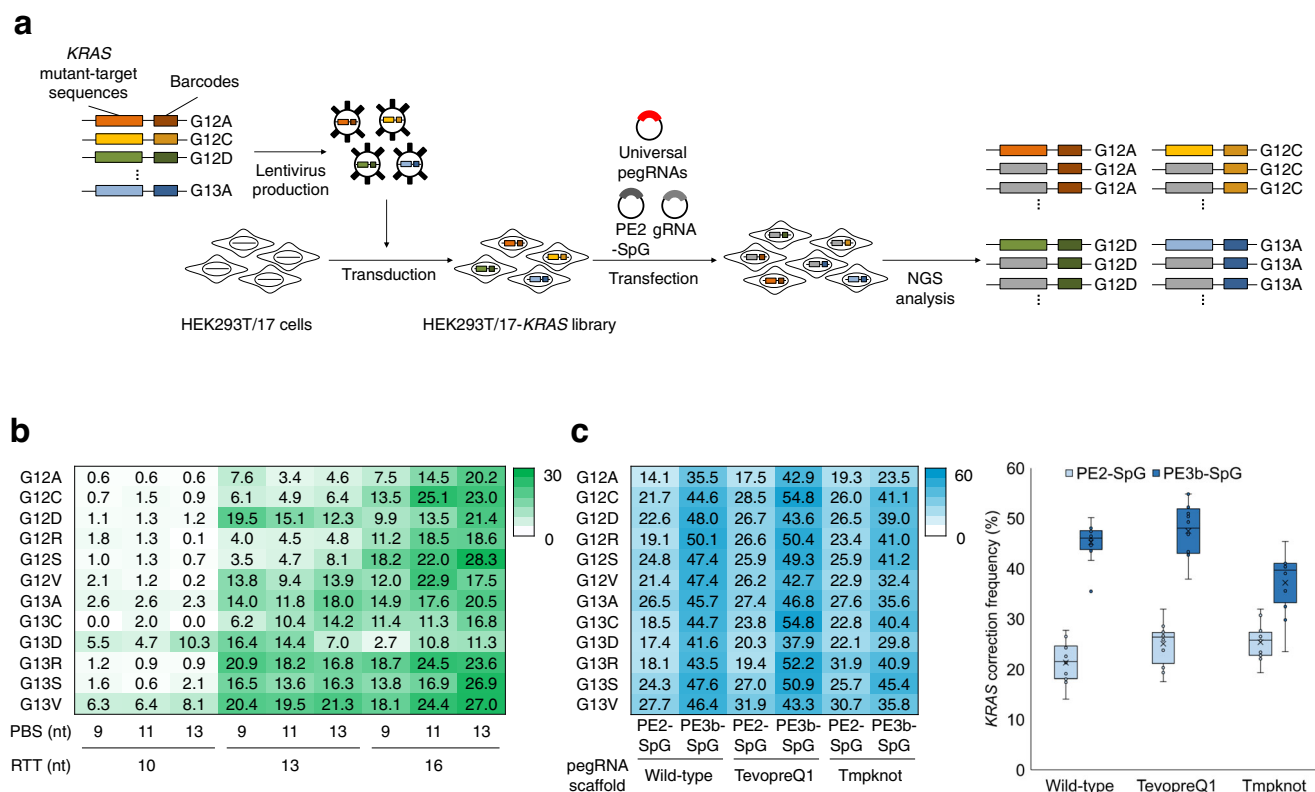 a
KRAS
mutant-target
sequences
Barcodes
G12A
G12C
G12D
G13A
Lentivirus
production
Universal
pegRNAs
PE2 gRNA
-SpG
Transduction
Transfection
NGS
analysis
HEK293T/17 cells
HEK293T/17-KRAS library
G12A G12C
G12A G12C
G12A G12C
G12D G13A
G12D G13A
G12D G13A
b
G12A 0.6 0.6 0.6 7.6 3.4 4.6 7.5 14.5 20.2
G12C 0.7 1.5 0.9 6.1 4.9 6.4 13.5 25.1 23.0
G12D 1.1 1.3 1.2 19.5 15.1 12.3 9.9 13.5 21.4
G12R 1.8 1.3 0.1 4.0 4.5 4.8 11.2 18.5 18.6
G12S 1.0 1.3 0.7 3.5 4.7 8.1 18.2 22.0 28.3
G12V 2.1 1.2 0.2 13.8 9.4 13.9 12.0 22.9 17.5
G13A 2.6 2.6 2.3 14.0 11.8 18.0 14.9 17.6 20.5
G13C 0.0 2.0 0.0 6.2 10.4 14.2 11.4 11.3 16.8
G13D 5.5 4.7 10.3 16.4 14.4 7.0 2.7 10.8 11.3
G13R 1.2 0.9 0.9 20.9 18.2 16.8 18.7 24.5 23.6
G13S 1.6 0.6 2.1 16.5 13.6 16.3 13.8 16.9 26.9
G13V 6.3 6.4 8.1 20.4 19.5 21.3 18.1 24.4 27.0
PBS (nt) 9 11 13 9 11 13 9 11 13
RTT (nt) 10 13 16
30
0
c
G12A 14.1 35.5 17.5 42.9 19.3 23.5
G12C 21.7 44.6 28.5 54.8 26.0 41.1
G12D 22.6 48.0 26.7 43.6 26.5 39.0
G12R 19.1 50.1 26.6 50.4 23.4 41.0
G12S 24.8 47.4 25.9 49.3 25.9 41.2
G12V 21.4 47.4 26.2 42.7 22.9 32.4
G13A 26.5 45.7 27.4 46.8 27.6 35.6
G13C 18.5 44.7 23.8 54.8 22.8 40.4
G13D 17.4 41.6 20.3 37.9 22.1 29.8
G13R 18.1 43.5 19.4 52.2 31.9 40.9
G13S 24.3 47.6 27.0 50.9 25.7 45.4
G13V 27.7 46.4 31.9 43.3 30.7 35.8
PE2- PE3b- PE2- PE3b- PE2- PE3b-
SpG SpG SpG SpG SpG SpG
pegRNA
scaffold
Wild-type TevopreQ1 Tmpknot
60
0
KRAS correction frequency (%)
60
50
40
30
20
10
0
PE2-SpG PE3b-SpG
Wild-type TevopreQ1 Tmpknot